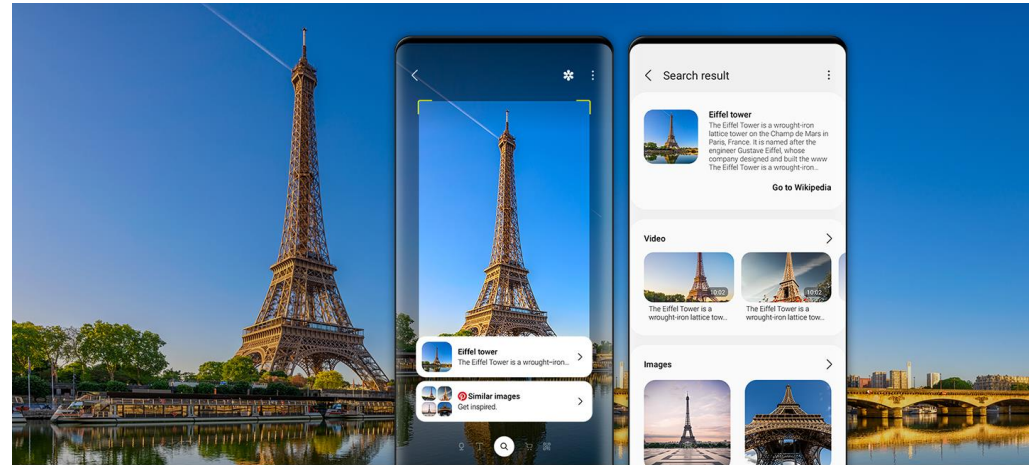 Eiffel tower
The Eiffel Tower is a wrought-iron...
Similar images
Get inspired.
T
Search result
Eiffel tower
The Eiffel Tower is a wrought-iron
lattice tower on the Champ de Mars in
Paris, France. It is named after the
engineer Gustave Eiffel, whose
company designed and built the www
The Eiffel Tower is a wrought-iron...
Go to Wikipedia
Video
10:02
10:02
The Eiffel Tower is a
wrought-iron lattice tow...
The Eiffel Tower is a
wrought-iron lattice tow...
Images